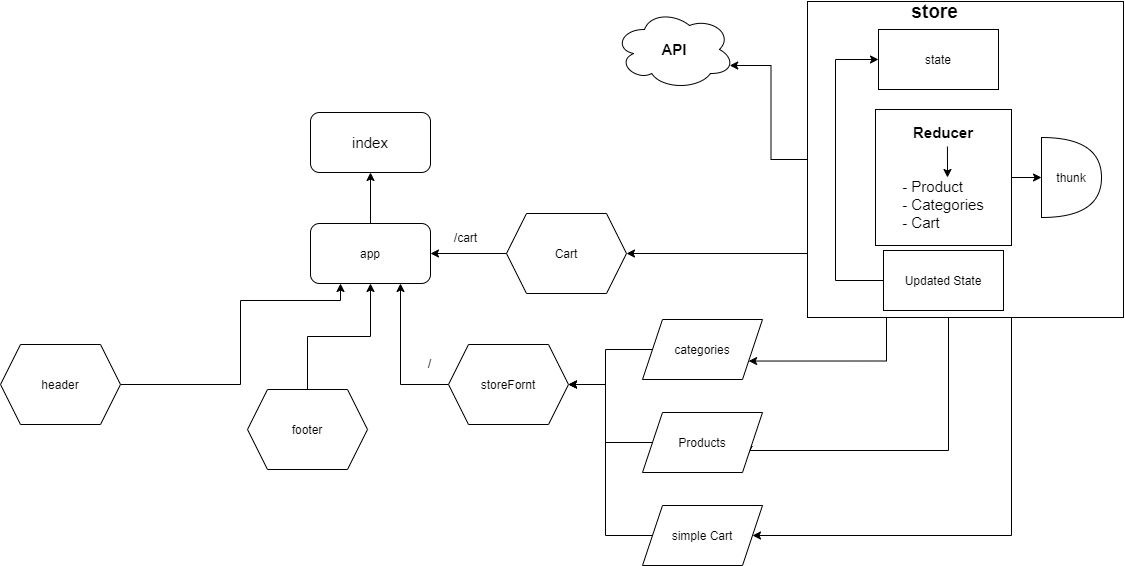 store
API
state
index
Reducer
thunk
- Product
- Categories
- Cart
/cart
app
Cart
Updated State
categories
/
header
storeFornt
footer
Products
simple Cart